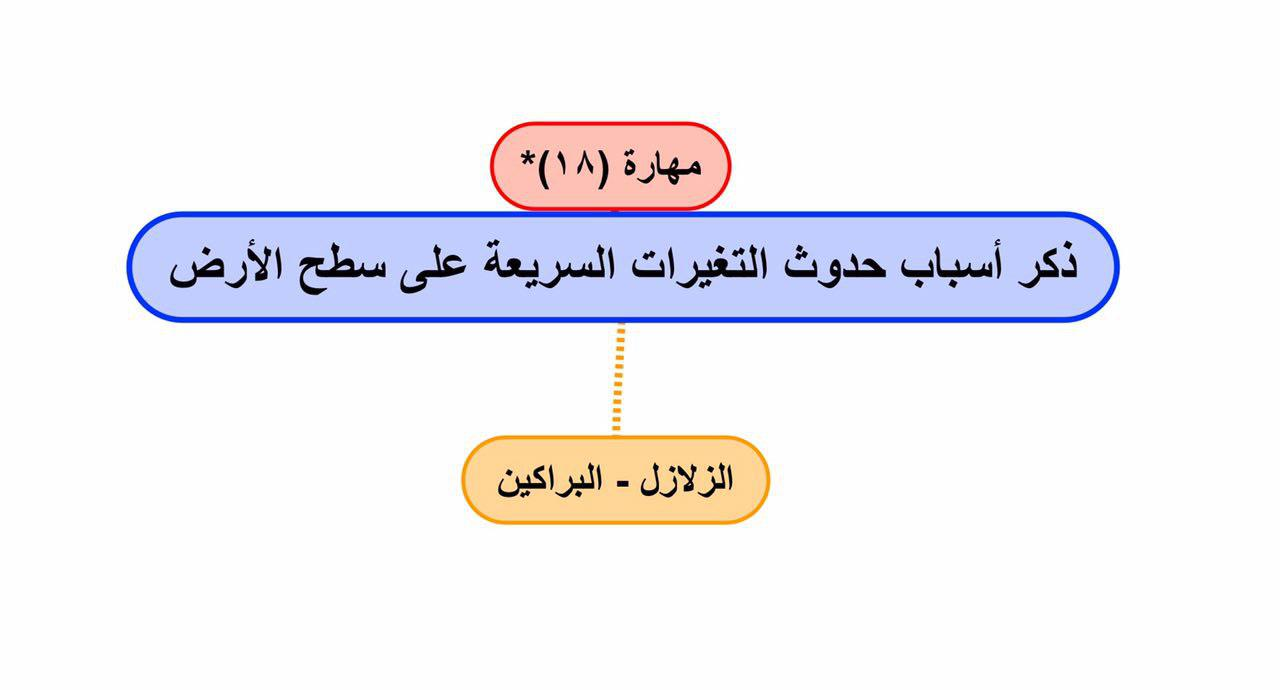 مهارة (١٨)*
ذكر أسباب حدوث التغيرات السريعة على سطح الأرض
الزلازل - البراكين